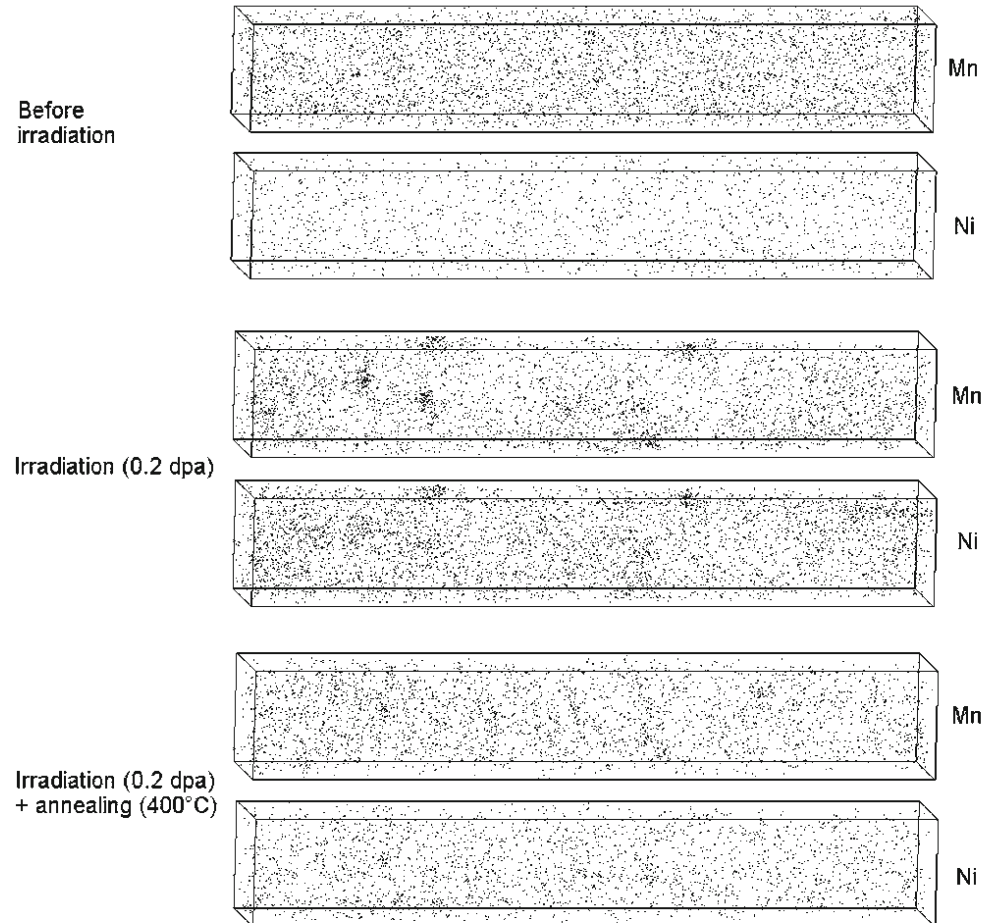 Mn
Before
irradiation
Ni
Mn
Irradiation (0.2 dpa)
Ni
Mn
Irradiation (0.2 dpa)
+ annealing (400°C)
Ni